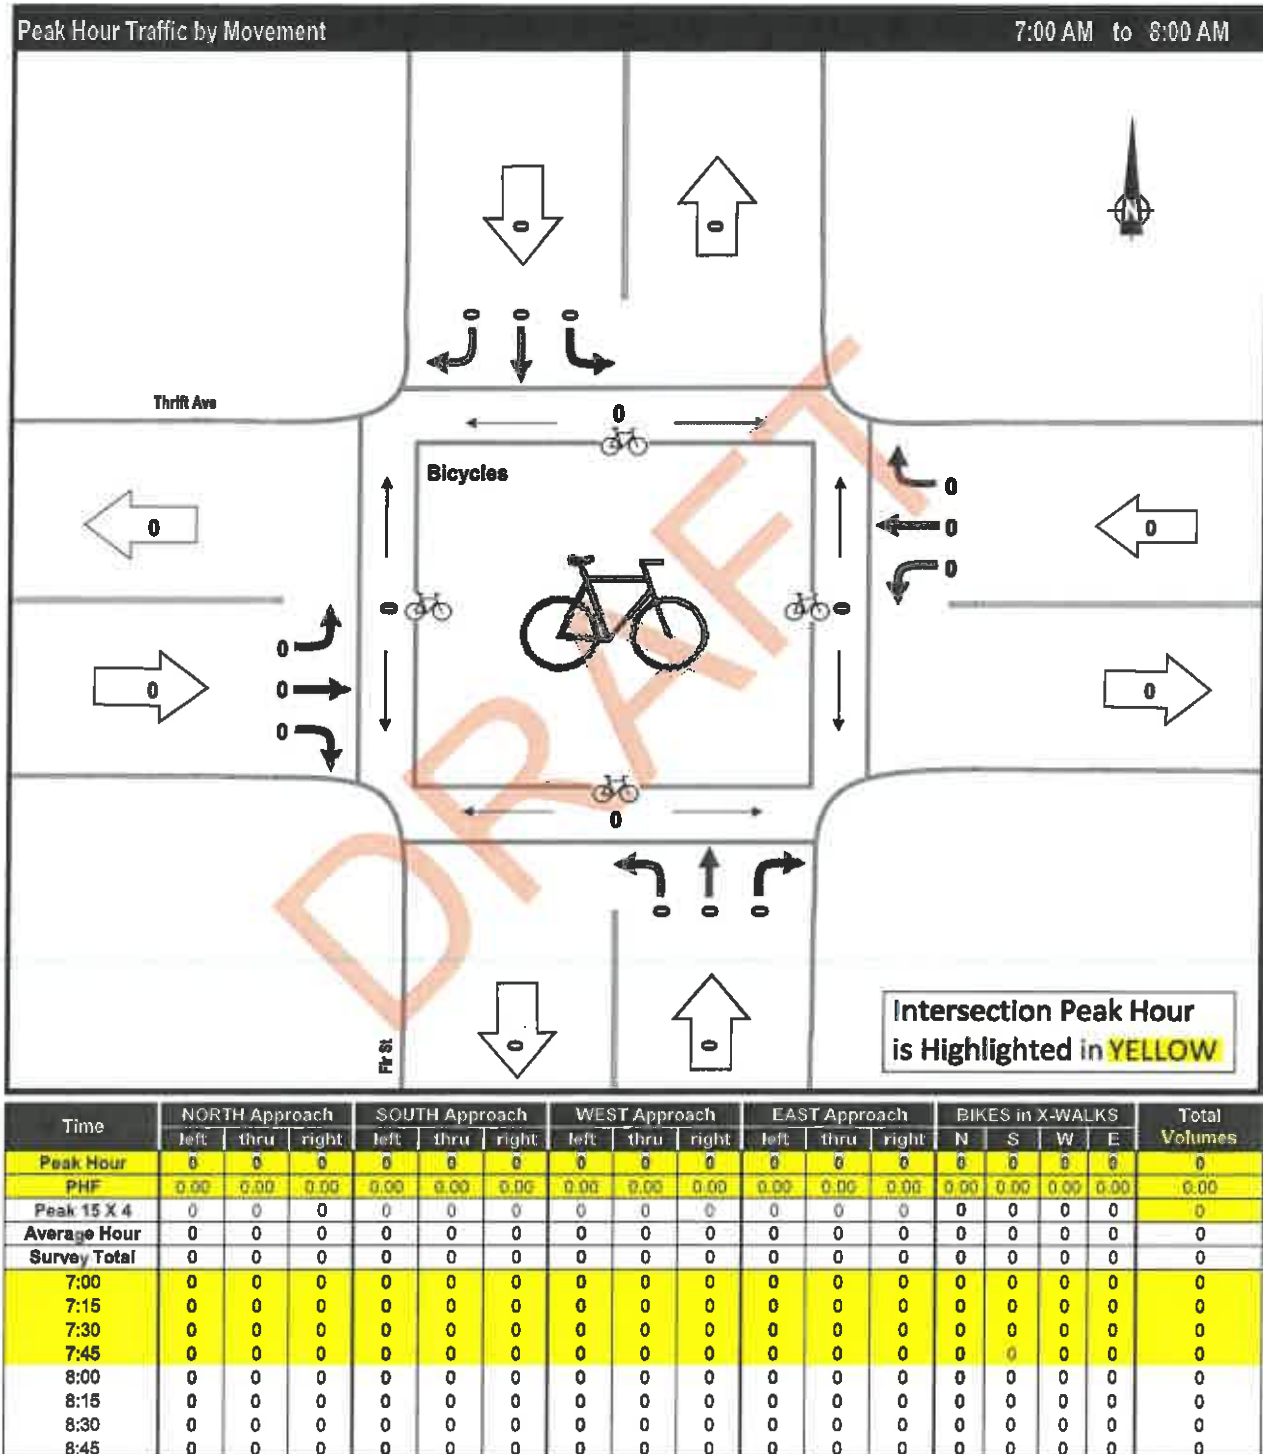 Peak Hour Traffic by Movement 7:00 AM to 8:00 AM
0 0
0 0 0
Thrift Ave
0
Bicycles
0
0 0
0 0
0
0 0
0
0 0
0
0
0
0
0 0 0
DRAFT
Fir St
0 0
Intersection Peak Hour
is Highlighted in YELLOW
Time NORTH Approach SOUTH Approach WEST Approach EAST Approach BIKES in X-WALKS Total
left thru right left thru right left thru right left thru right N S W E Volumes
Peak Hour 0 0 0 0 0 0 0 0 0 0 0 0 0 0 0 0 0
PHF 0.00 0.00 0.00 0.00 0.00 0.00 0.00 0.00 0.00 0.00 0.00 0.00 0.00 0.00 0.00 0.00 0.00
Peak 15 X 4 0 0 0 0 0 0 0 0 0 0 0 0 0 0 0 0 0
Average Hour 0 0 0 0 0 0 0 0 0 0 0 0 0 0 0 0 0
Survey Total 0 0 0 0 0 0 0 0 0 0 0 0 0 0 0 0 0
7:00 0 0 0 0 0 0 0 0 0 0 0 0 0 0 0 0 0
7:15 0 0 0 0 0 0 0 0 0 0 0 0 0 0 0 0 0
7:30 0 0 0 0 0 0 0 0 0 0 0 0 0 0 0 0 0
7:45 0 0 0 0 0 0 0 0 0 0 0 0 0 0 0 0 0
8:00 0 0 0 0 0 0 0 0 0 0 0 0 0 0 0 0 0
8:15 0 0 0 0 0 0 0 0 0 0 0 0 0 0 0 0 0
8:30 0 0 0 0 0 0 0 0 0 0 0 0 0 0 0 0 0
8:45 0 0 0 0 0 0 0 0 0 0 0 0 0 0 0 0 0